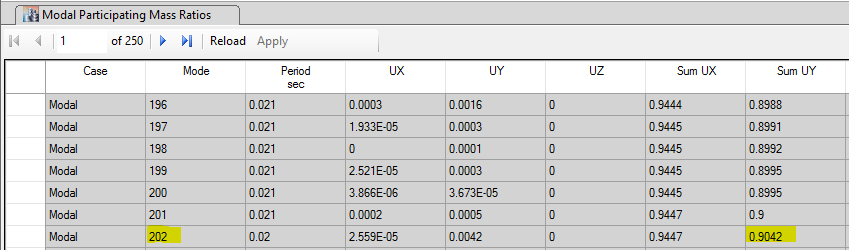 Modal Participating Mass Ratios
1 of 250 Reload Apply
Case Mode Period sec UX UY UZ Sum UX Sum UY
Modal 196 0.021 0.0003 0.0016 0 0.9444 0.8988
Modal 197 0.021 1.933E-05 0.0003 0 0.9445 0.8991
Modal 198 0.021 0 0.0001 0 0.9445 0.8992
Modal 199 0.021 2.521E-05 0.0003 0 0.9445 0.8995
Modal 200 0.021 3.866E-06 3.673E-05 0 0.9445 0.8995
Modal 201 0.021 0.0002 0.0005 0 0.9447 0.9
Modal 202 0.02 2.559E-05 0.0042 0 0.9447 0.9042